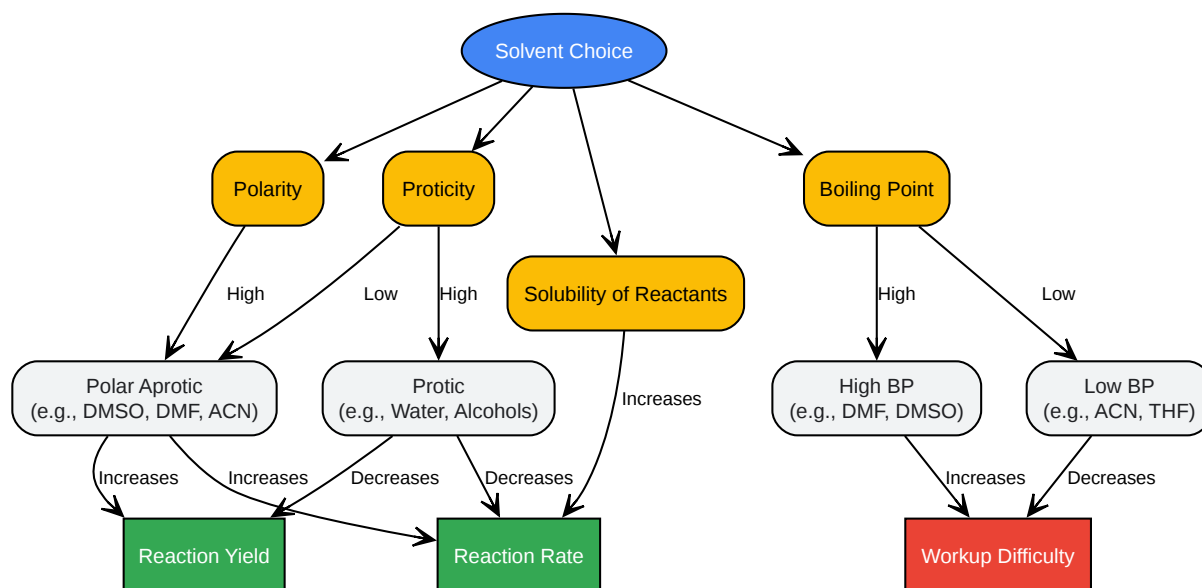 Solvent Choice
Polarity
Proticity
Boiling Point
Solubility of Reactants
High
Low
High
High
Low
Polar Aprotic
(e.g., DMSO, DMF, ACN)
Protic
(e.g., Water, Alcohols)
Increases
High BP
(e.g., DMF, DMSO)
Low BP
(e.g., ACN, THF)
Increases
Increases
Decreases
Decreases
Increases
Decreases
Reaction Yield
Reaction Rate
Workup Difficulty